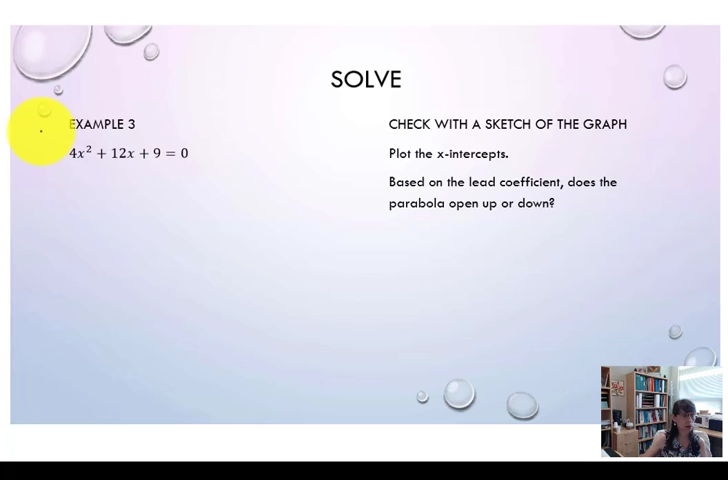 SOLVE
EXAMPLE 3
4x² + 12x + 9 = 0
CHECK WITH A SKETCH OF THE GRAPH
Plot the x-intercepts.
Based on the lead coefficient, does the
parabola open up or down?